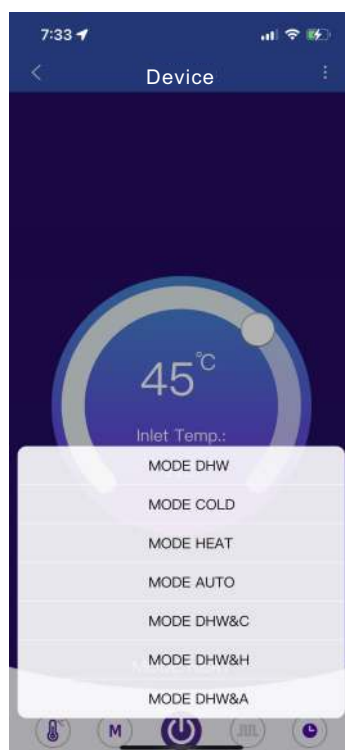 7:33
Device
45℃
Inlet Temp.:
MODE DHW
MODE COLD
MODE HEAT
MODE AUTO
MODE DHW&C
MODE DHW&H
MODE DHW&A
M